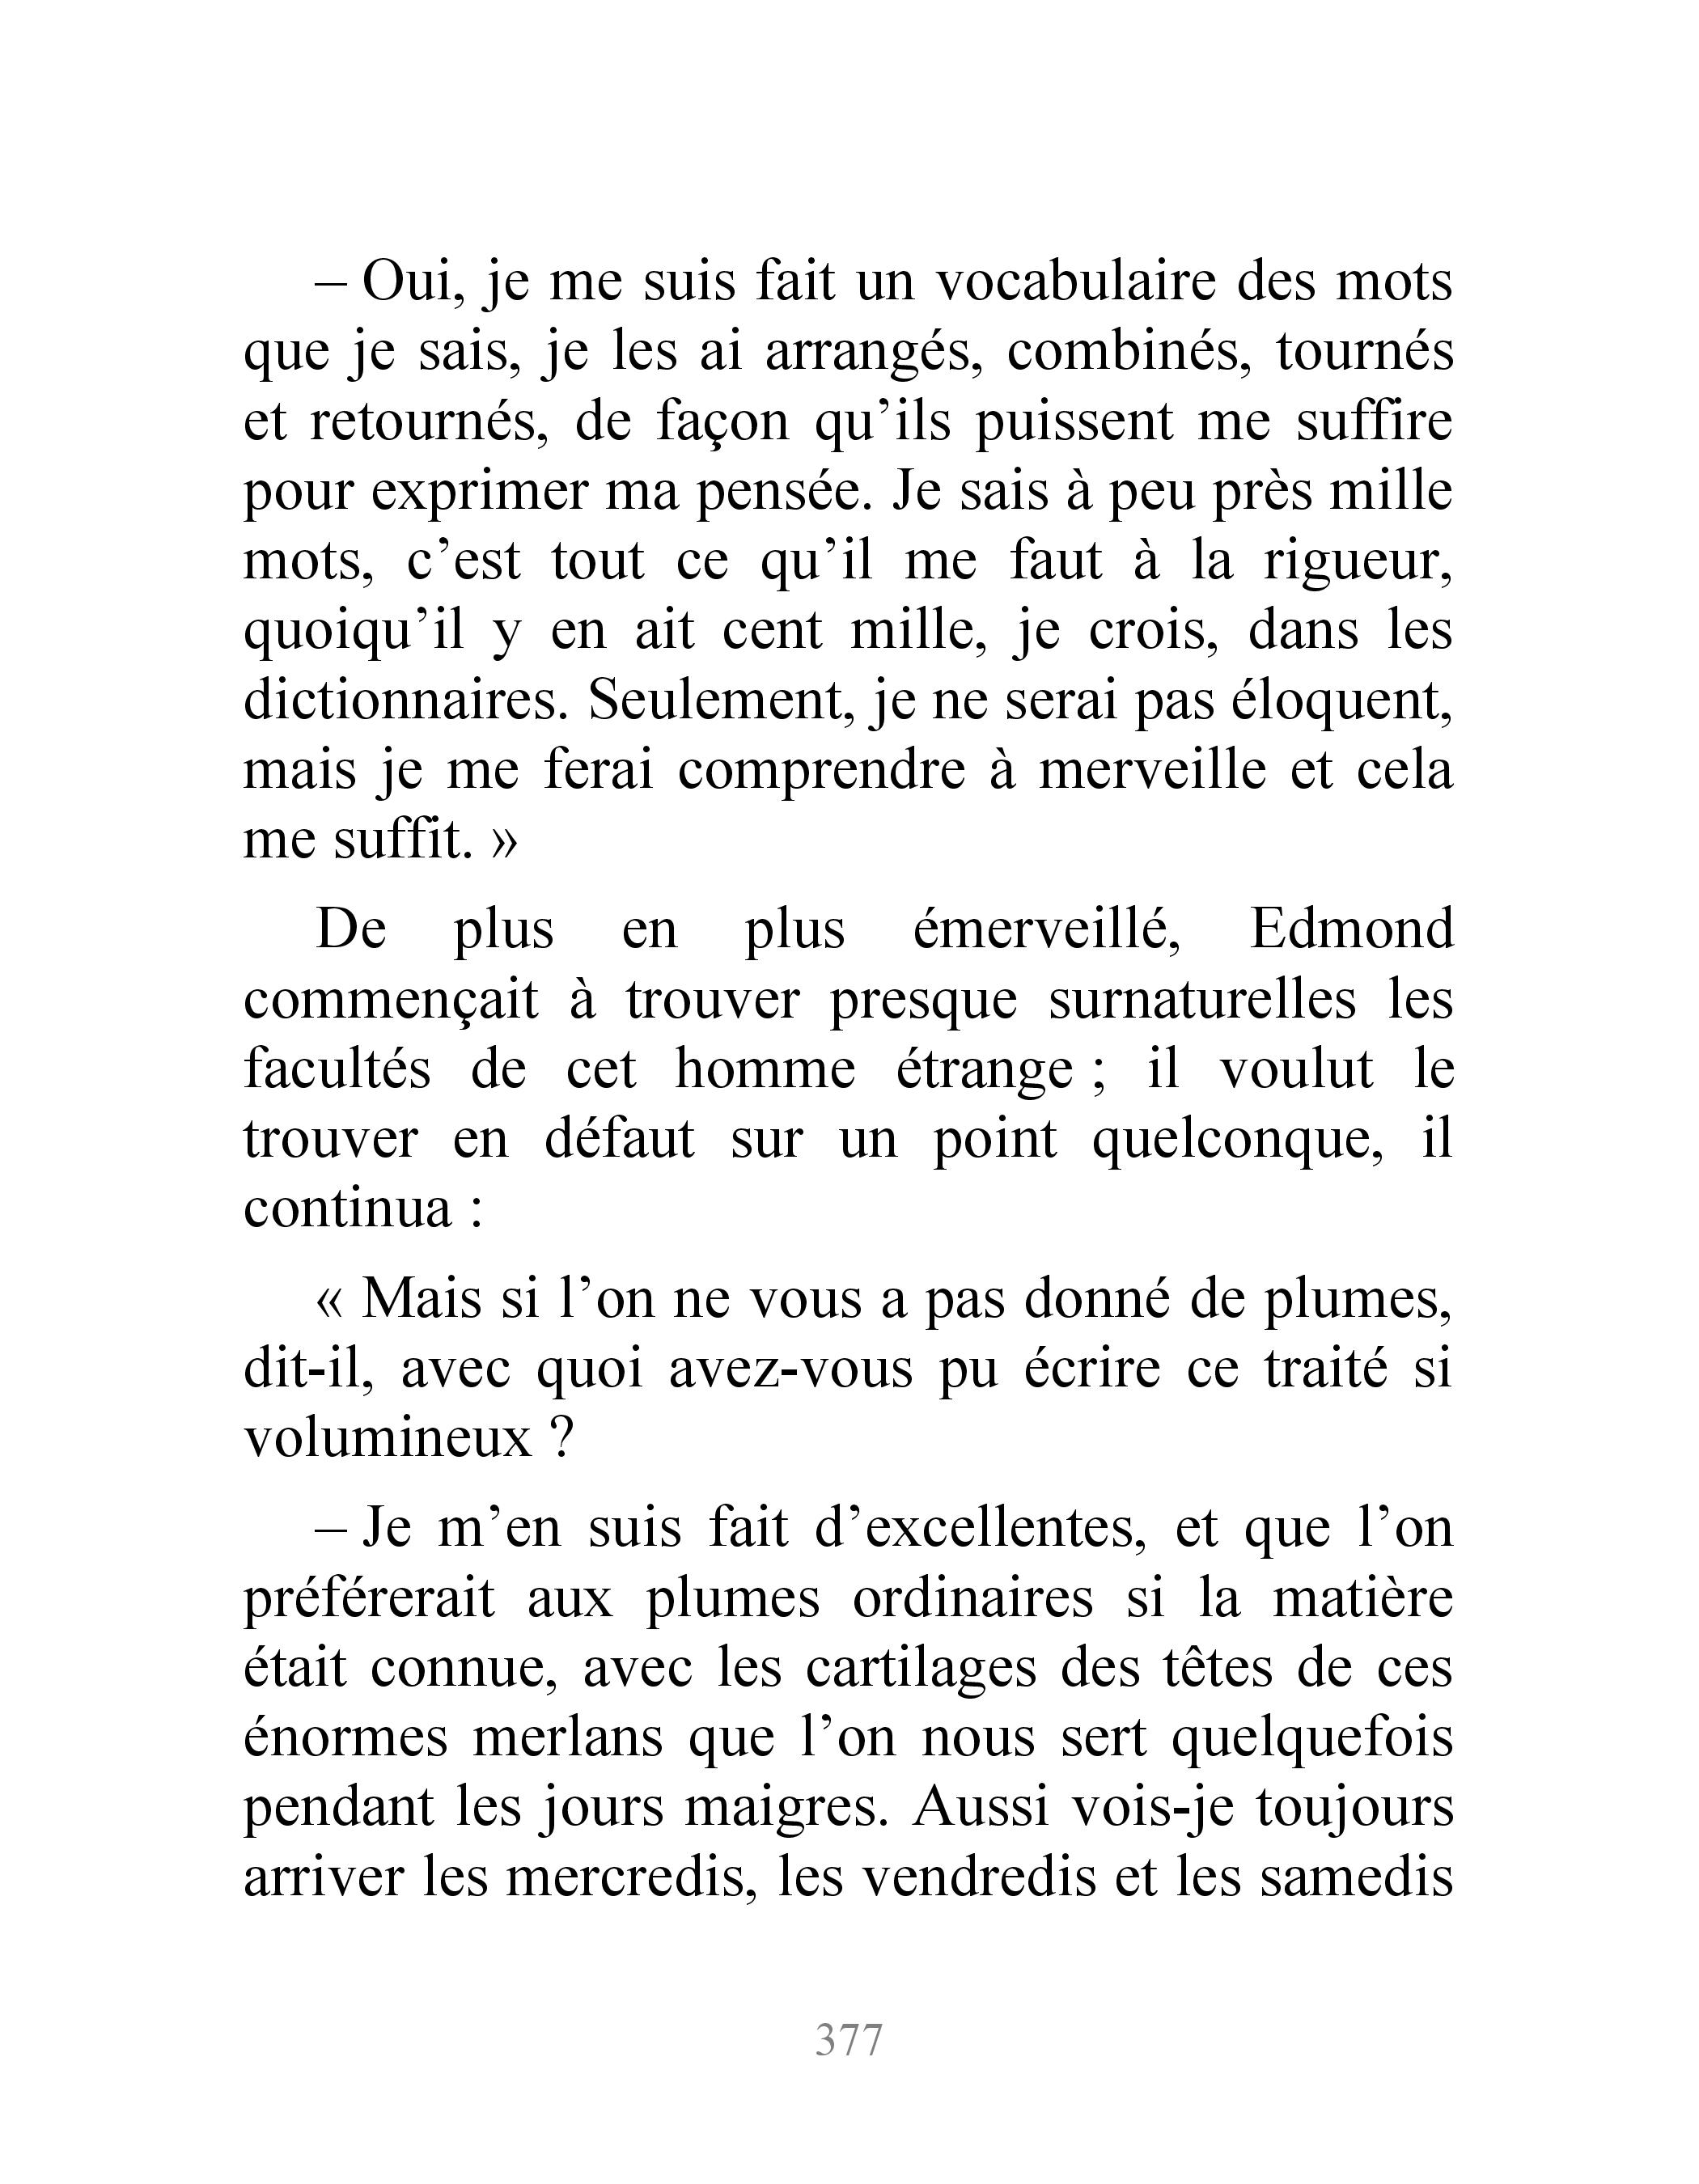 – Oui, je me suis fait un vocabulaire des mots
que je sais, je les ai arrangés, combinés, tournés
et retournés, de façon qu’ils puissent me suffire
pour exprimer ma pensée. Je sais à peu près mille
mots, c’est tout ce qu’il me faut à la rigueur,
quoiqu’il y en ait cent mille, je crois, dans les
dictionnaires. Seulement, je ne serai pas éloquent,
mais je me ferai comprendre à merveille et cela
me suffit. »
De plus en plus émerveillé, Edmond
commençait à trouver presque surnaturelles les
facultés de cet homme étrange ; il voulut le
trouver en défaut sur un point quelconque, il
continua :
« Mais si l’on ne vous a pas donné de plumes,
dit-il, avec quoi avez-vous pu écrire ce traité si
volumineux ?
– Je m’en suis fait d’excellentes, et que l’on
préférerait aux plumes ordinaires si la matière
était connue, avec les cartilages des têtes de ces
énormes merlans que l’on nous sert quelquefois
pendant les jours maigres. Aussi vois-je toujours
arriver les mercredis, les vendredis et les samedis
377